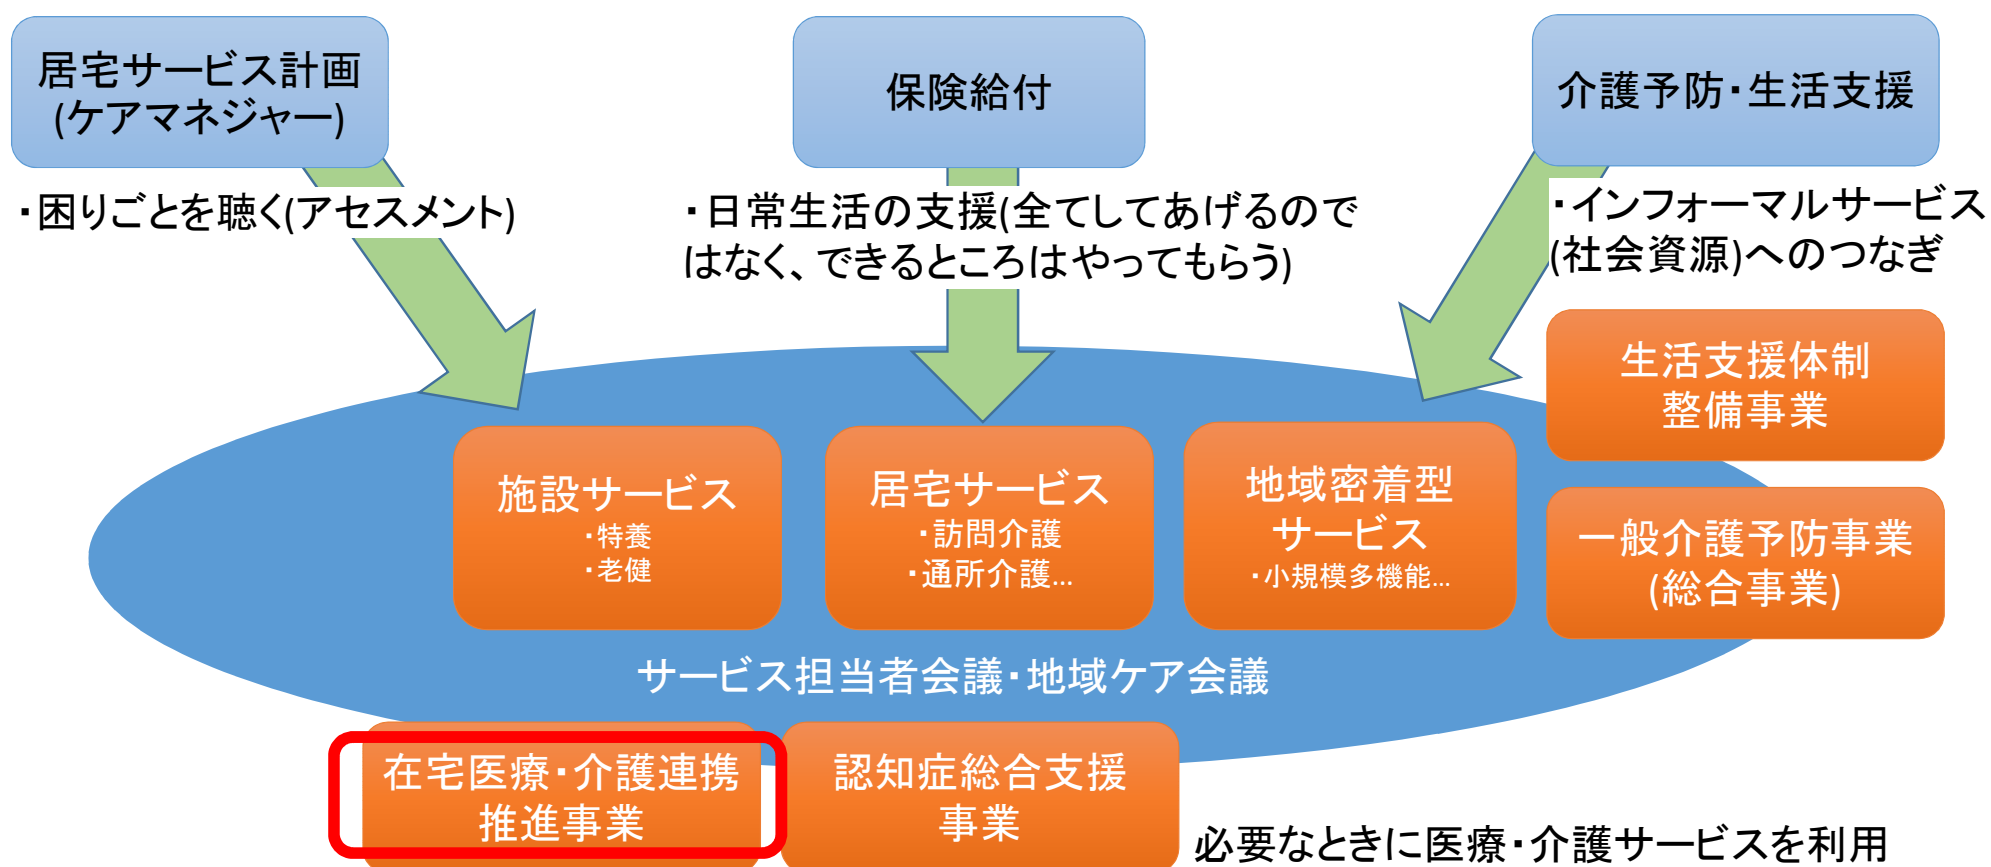 居宅サービス計画
(ケアマネジャー)
保険給付
介護予防・生活支援
・困りごとを聴く(アセスメント)
・日常生活の支援(全てしてあげるので
はなく、できるところはやってもらう)
・インフォーマルサービス
(社会資源)へのつなぎ
生活支援体制
整備事業
施設サービス
・特養
・老健
居宅サービス
・訪問介護
・通所介護…
地域密着型
サービス
・小規模多機能…
一般介護予防事業
(総合事業)
サービス担当者会議・地域ケア会議
在宅医療・介護連携
推進事業
認知症総合支援
事業
必要なときに医療・介護サービスを利用